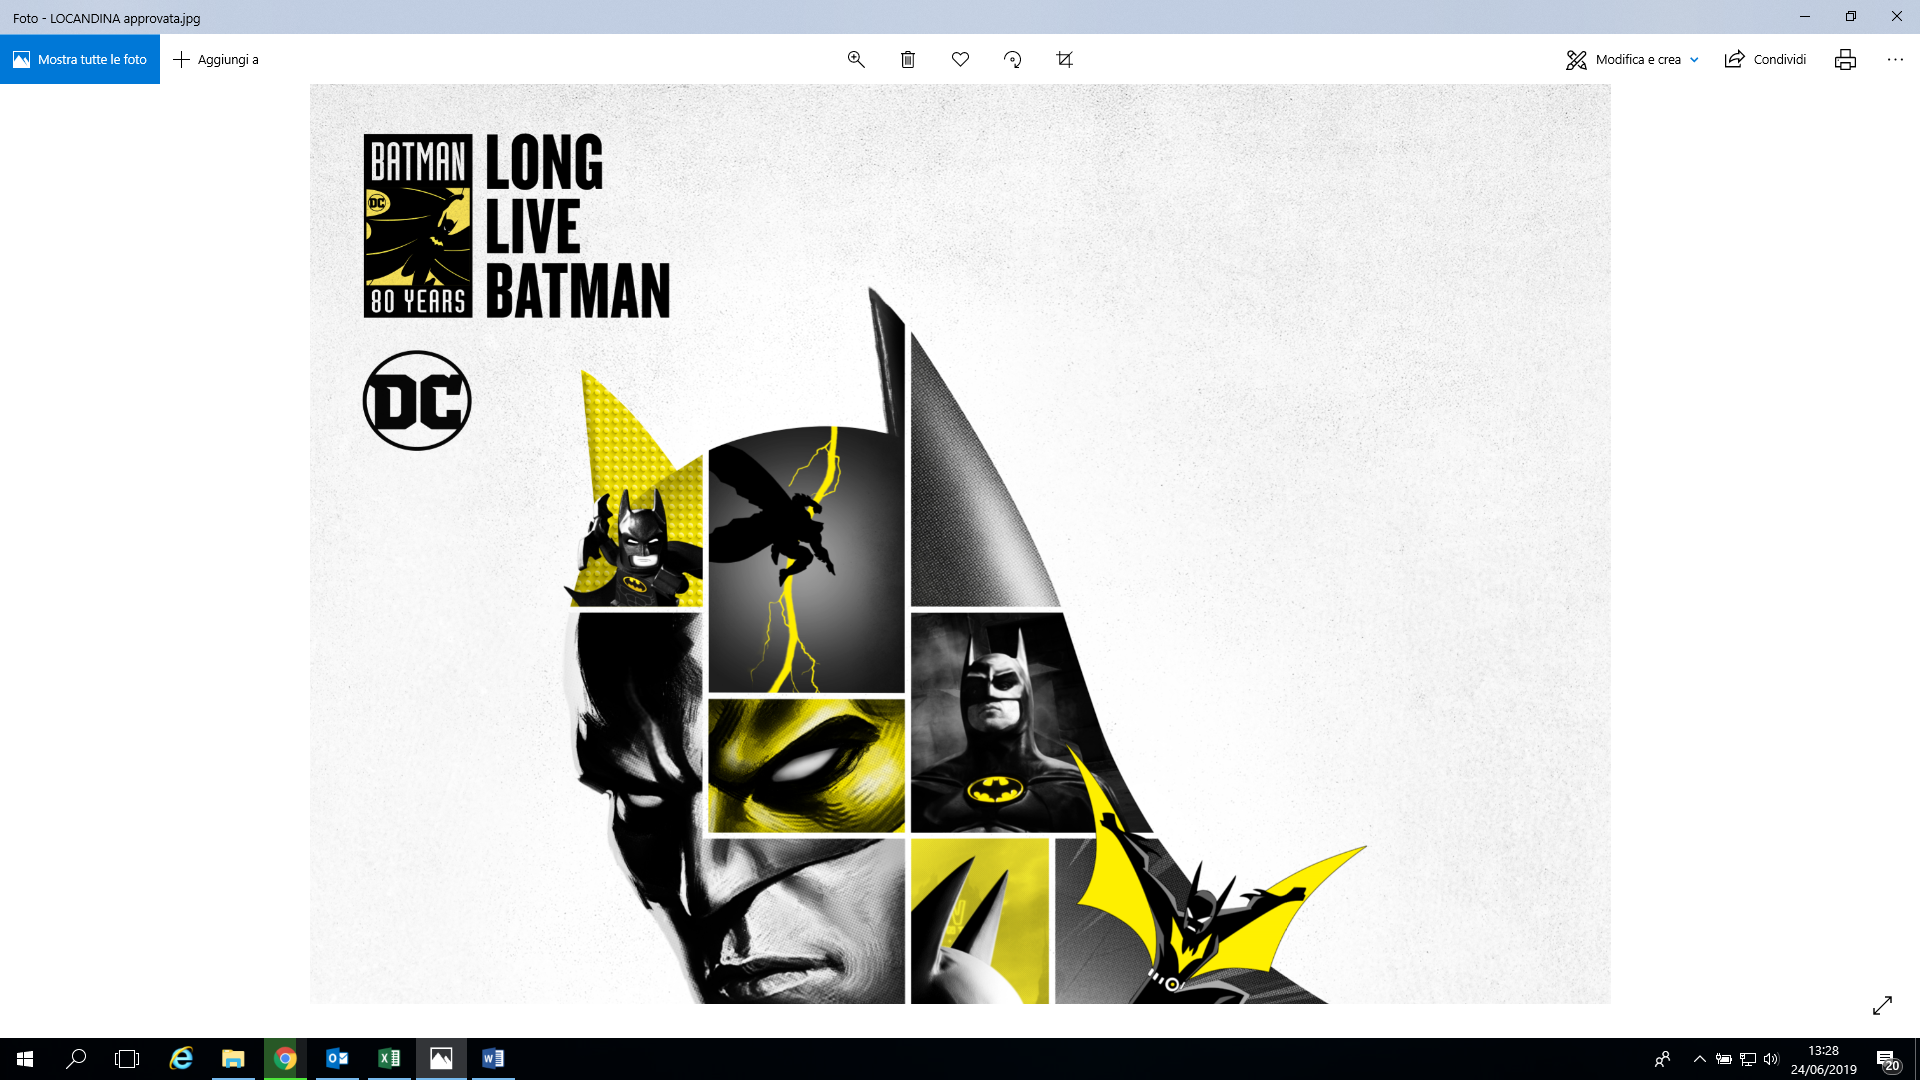 Foto - LOCANDINA approvata.jpg
Mostra tutte le foto
Aggiungi a
Modifica e crea
Condividi
BATMAN
DC
80 YEARS
LONG
LIVE
BATMAN
DC
13:28
24/06/2019
20